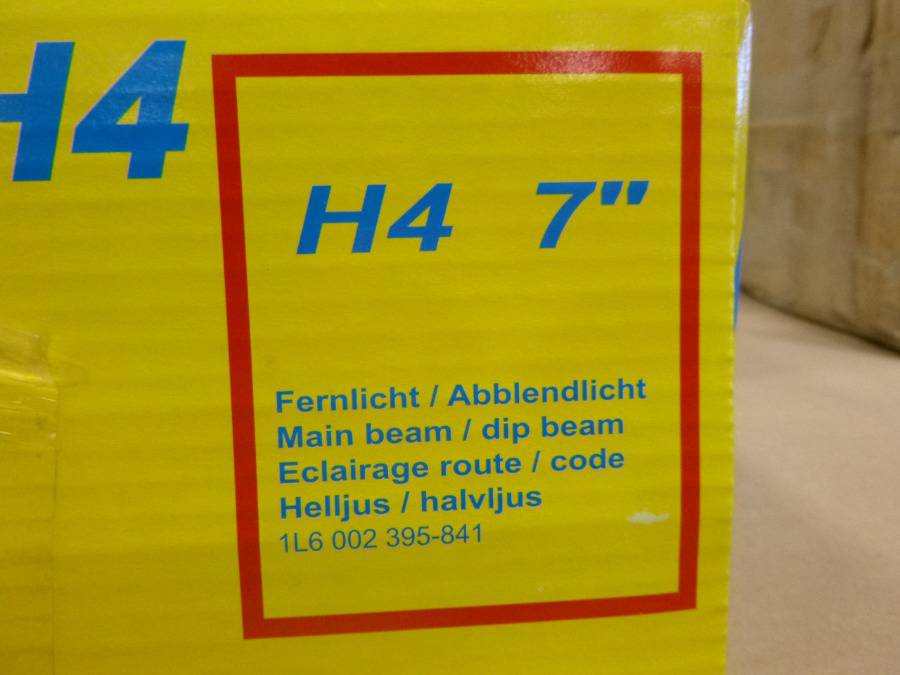 H4
H4 7"
Fernlicht / Abblendlicht
Main beam / dip beam
Eclairage route / code
Helljus / halvljus
1L6 002 395-841